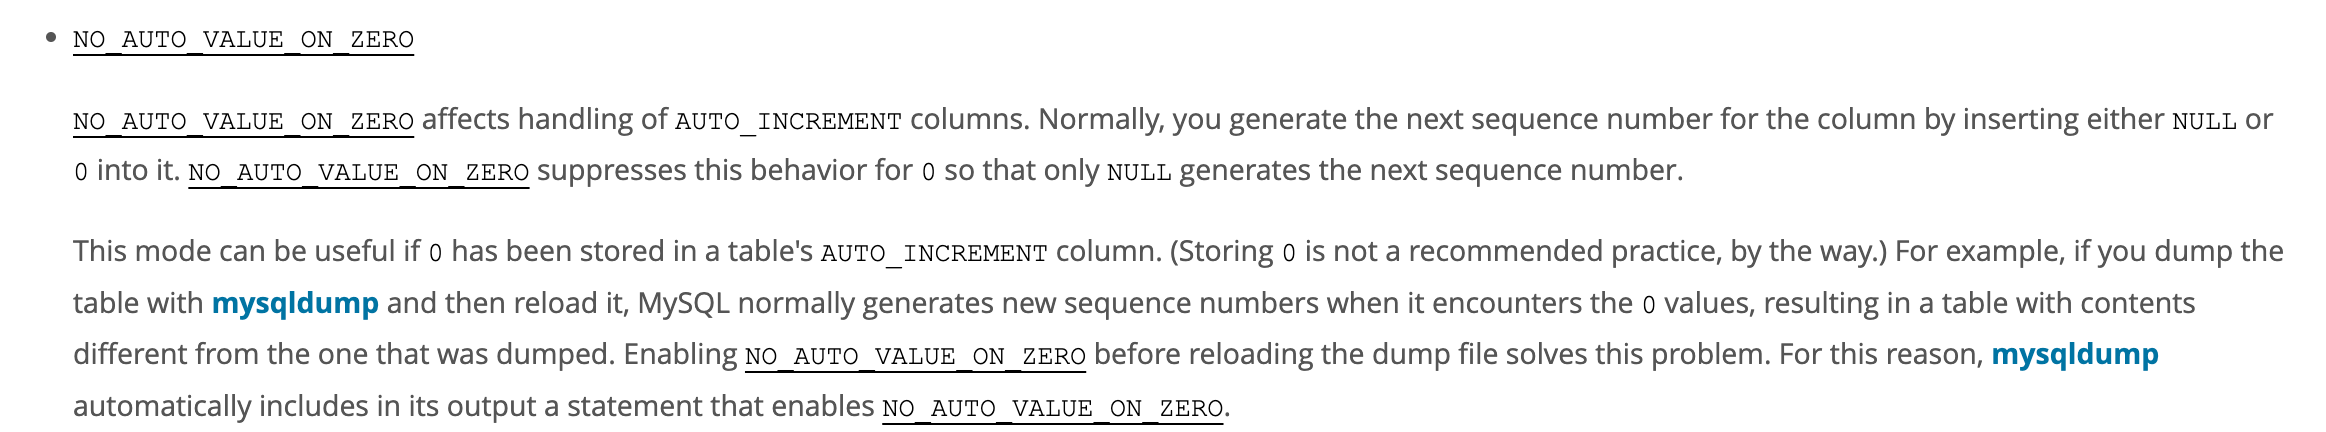 • NO_AUTO_VALUE_ON_ZERO
NO_AUTO_VALUE_ON_ZERO affects handling of AUTO_INCREMENT columns. Normally, you generate the next sequence number for the column by inserting either NULL or
0 into it. NO_AUTO_VALUE_ON_ZERO suppresses this behavior for 0 so that only NULL generates the next sequence number.
This mode can be useful if 0 has been stored in a table's AUTO_INCREMENT column. (Storing 0 is not a recommended practice, by the way.) For example, if you dump the
table with mysqldump and then reload it, MySQL normally generates new sequence numbers when it encounters the 0 values, resulting in a table with contents
different from the one that was dumped. Enabling NO_AUTO_VALUE_ON_ZERO before reloading the dump file solves this problem. For this reason, mysqldump
automatically includes in its output a statement that enables NO_AUTO_VALUE_ON_ZERO.